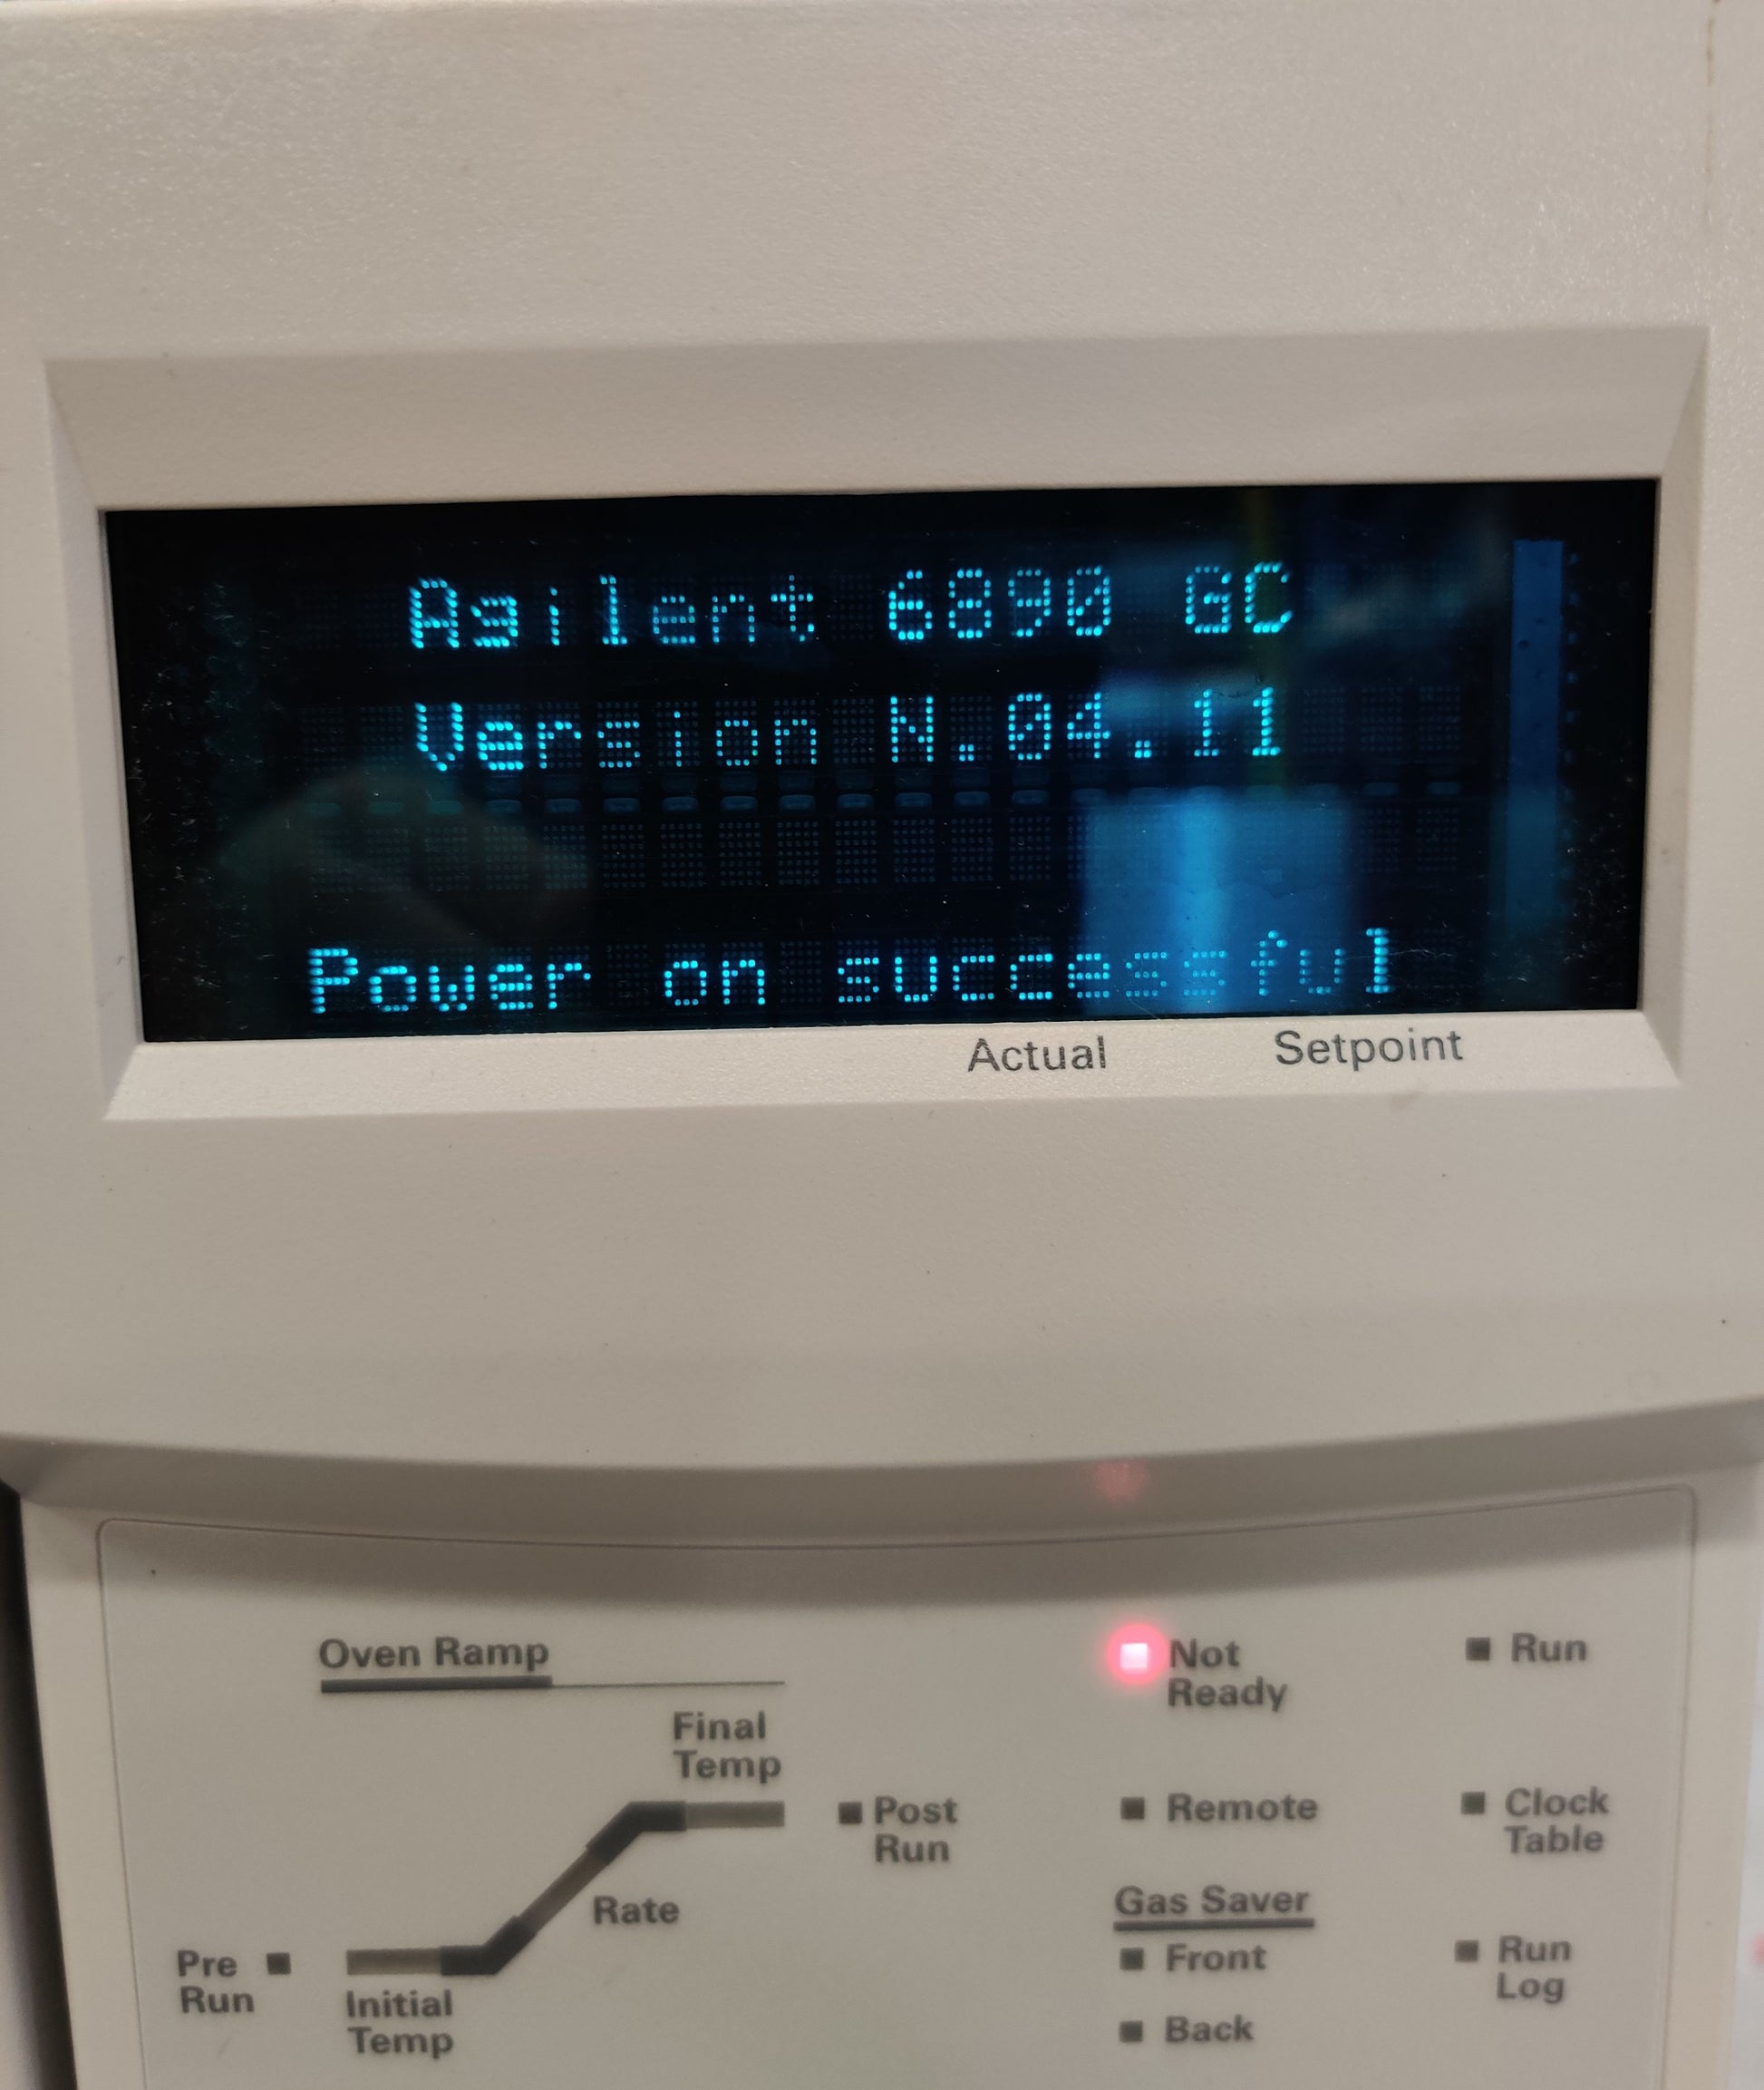 Agilent 6890 GC
Version N.04.11
Power on successful
Actual Setpoint
Oven Ramp
Final
Temp
Rate
Initial
Temp
Pre
Run
Post
Run
Not
Ready
Run
Remote
Clock
Table
Gas Saver
Front
Back
Run
Log